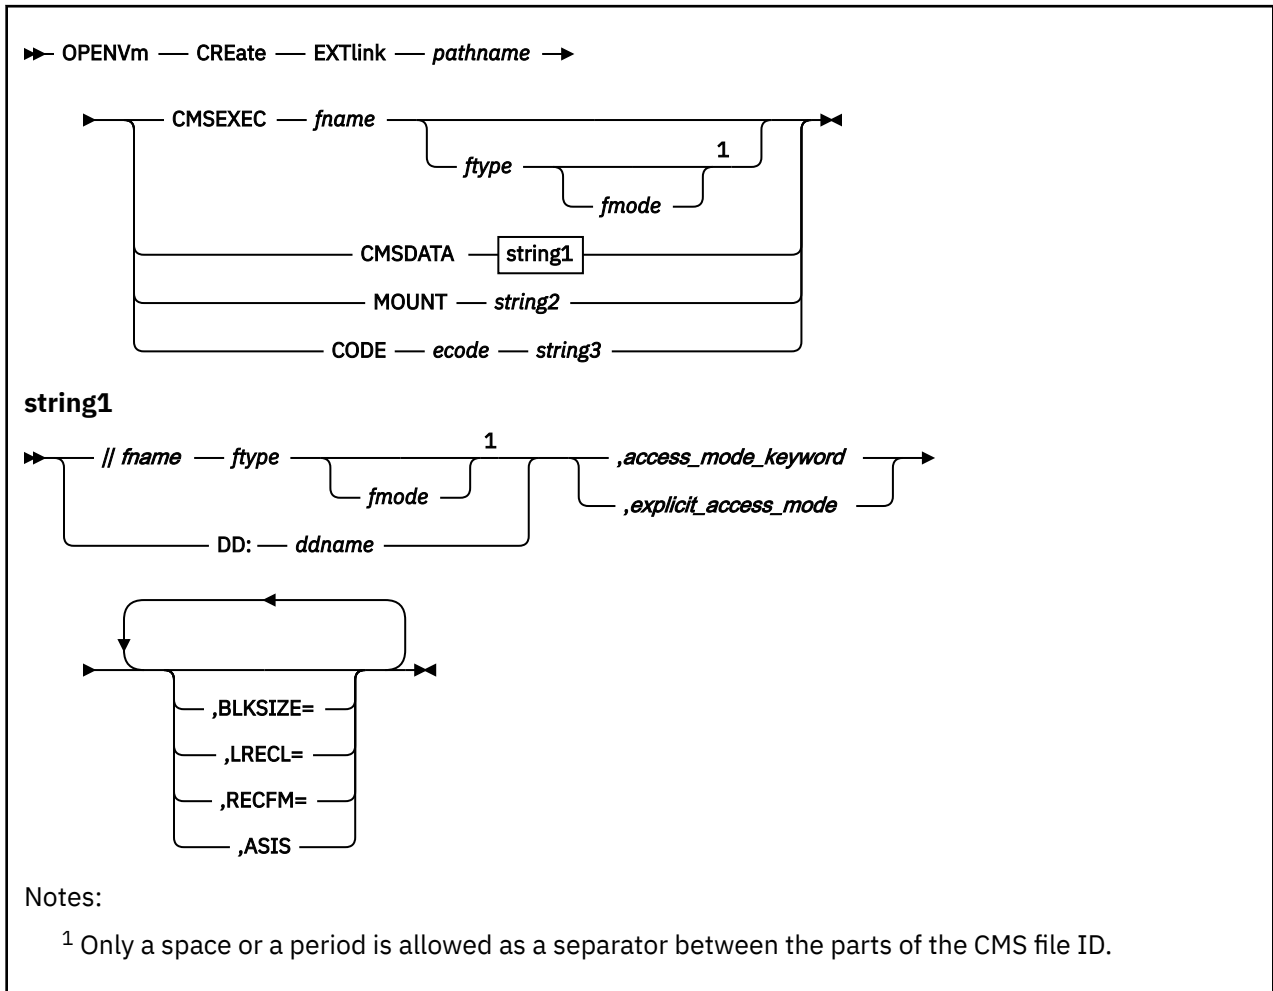 OPENVm CREate EXTlink pathname
CMSEXEC fname
1
ftype
fmode
CMSDATA string1
MOUNT string2
CODE ecode string3
string1
1
// fname ftype ,access_mode_keyword
fmode ,explicit_access_mode
DD: ddname
,BLKSIZE=
,LRECL=
,RECFM=
,ASIS
Notes:
1 Only a space or a period is allowed as a separator between the parts of the CMS file ID.